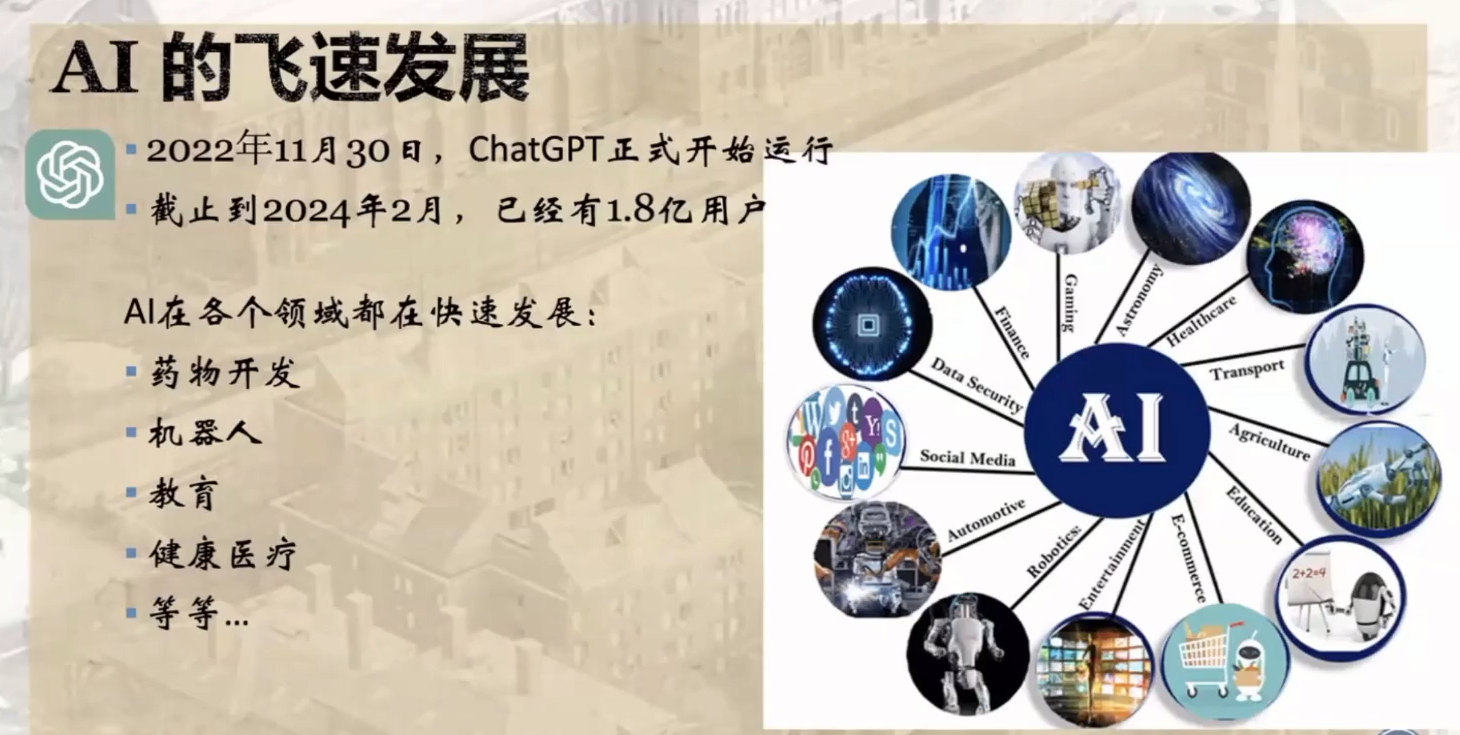 AI 的飞速发展
2022年11月30日，ChatGPT正式开始运行
截止到2024年2月，已经有1.8亿用户
AI在各个领域都在快速发展：
药物开发
机器人
教育
健康医疗
等等...
AI
Finance
Gaming
Astronomy
Healthcare
Transport
Agriculture
Education
E-commerce
Entertainment
Robotics:
Automotive
Social Media
Data Security
2+2=4